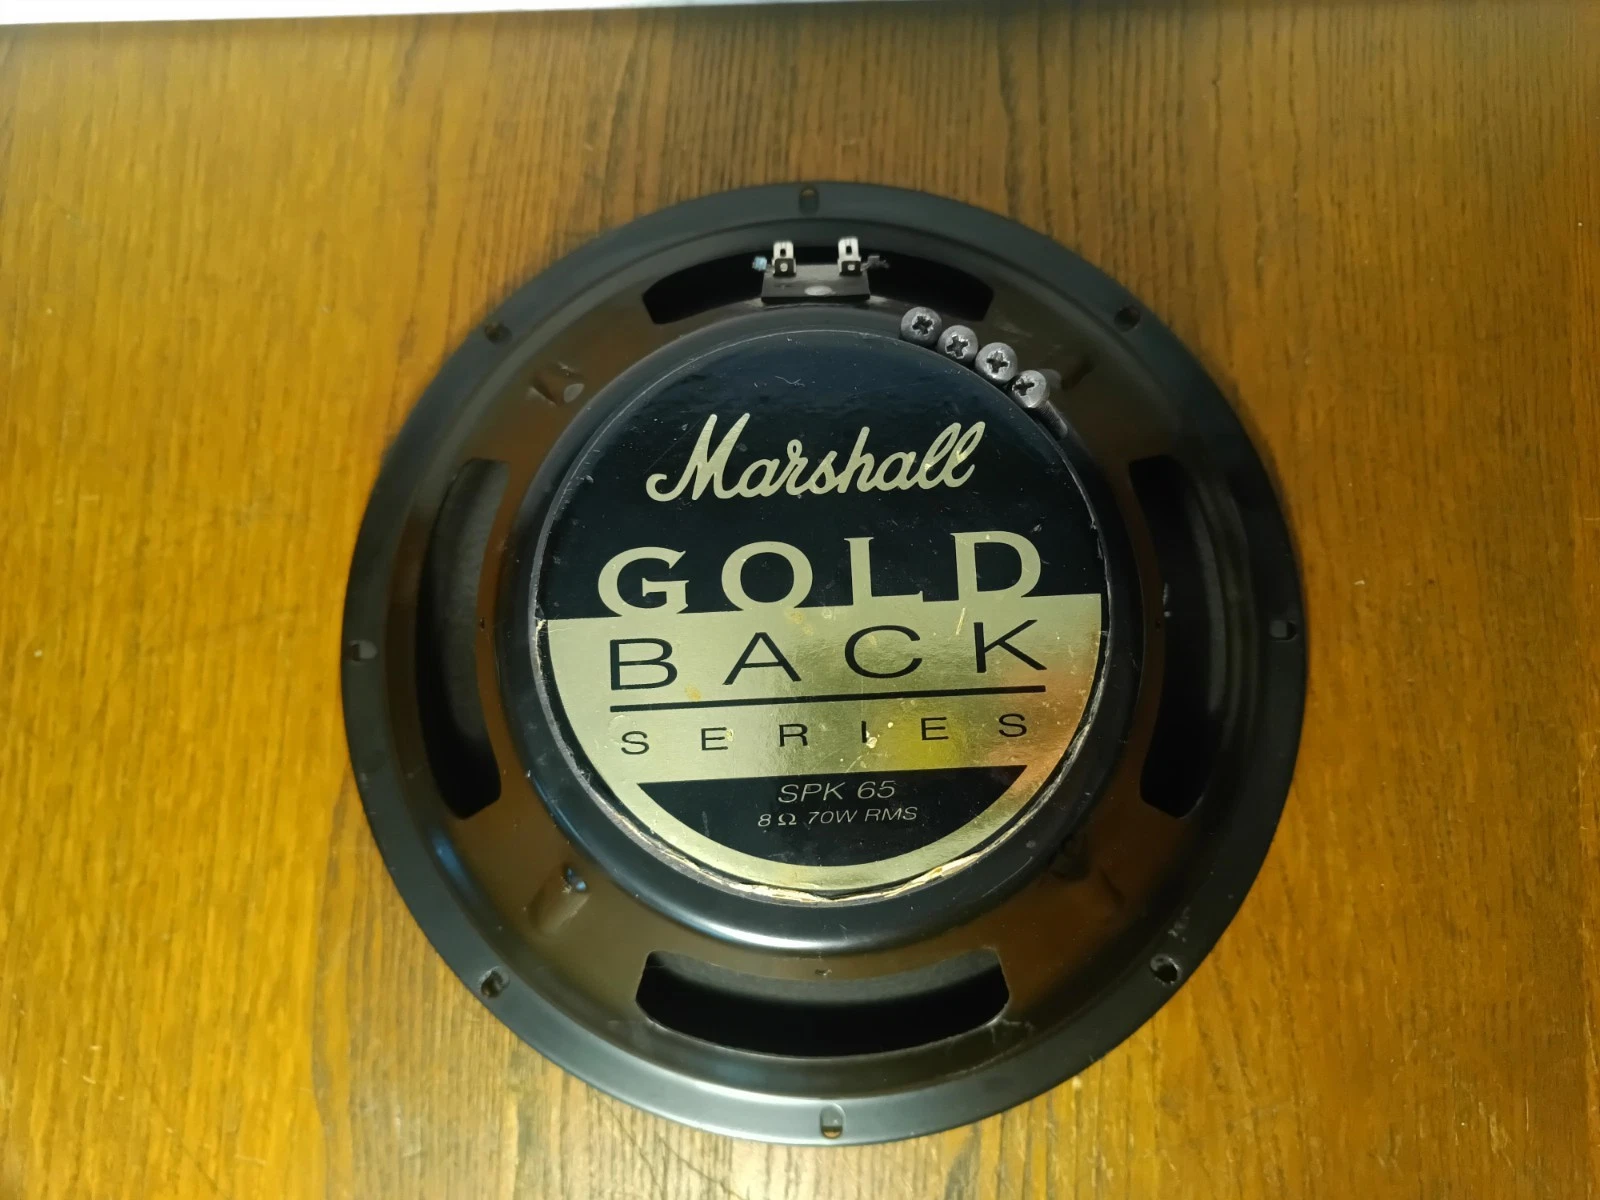 Marshall
GOLD
BACK
SERIES
SPK 65
8 Ω 70W RMS